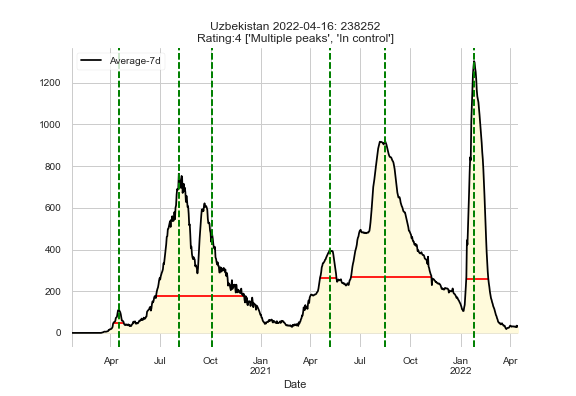 Uzbekistan 2022-04-16: 238252
Rating:4 ['Multiple peaks', 'In control']
Average-7d
1200
1000
800
600
400
200
0
Apr Jul Oct Jan Apr Jul Oct Jan Apr
2021 2022
Date